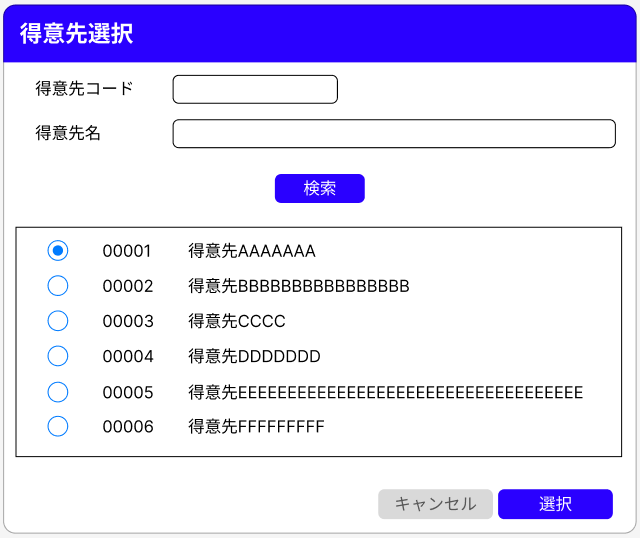 得意先選択
得意先コード
得意先名
検索
00001 得意先AAAAAAA
00002 得意先BBBBBBBBBBBBBBBB
00003 得意先CCCC
00004 得意先DDDDDDD
00005 得意先EEEEEEEEEEEEEEEEEEEEEEEEEEEEEEEEEE
00006 得意先FFFFFFFFF
キャンセル 選択